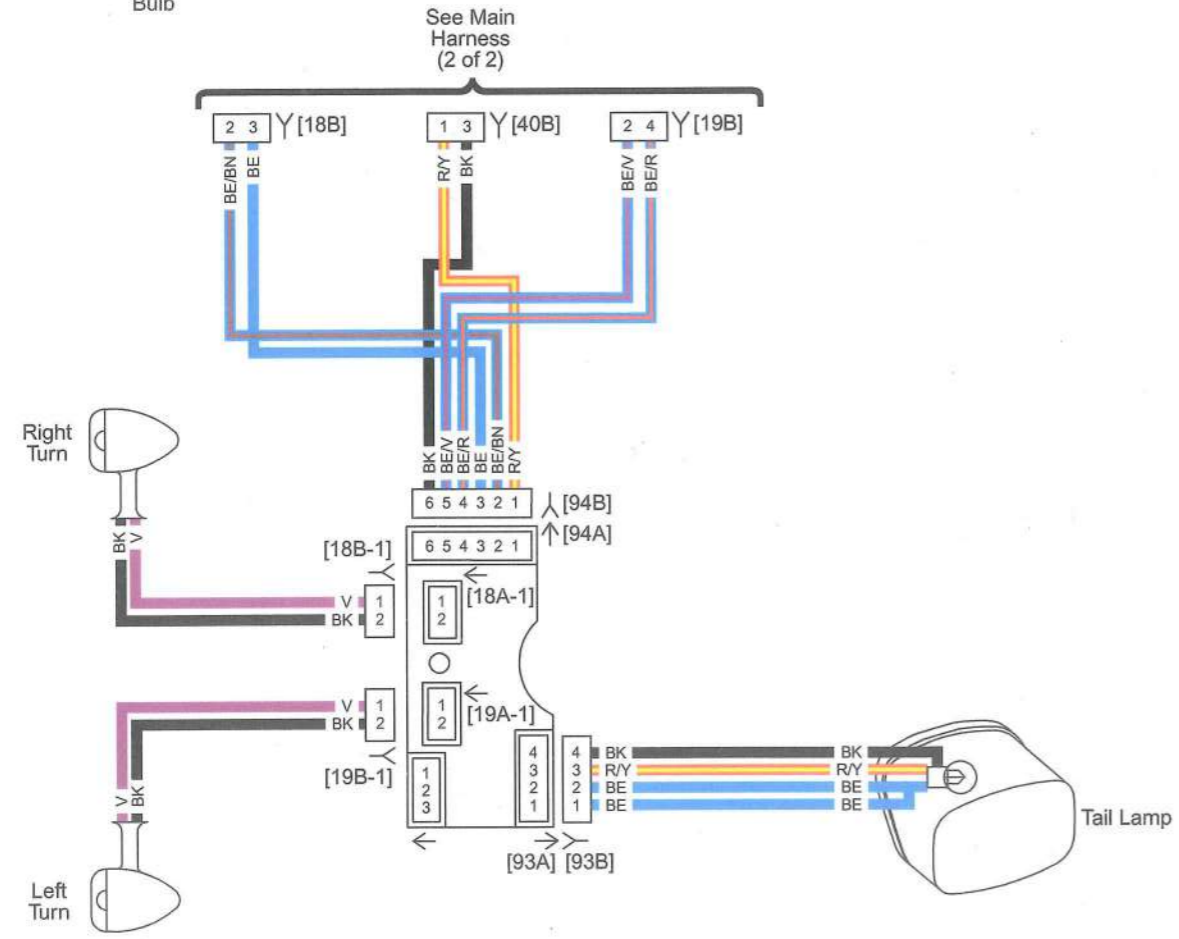 Bulb
See Main
Harness
(2 of 2)
2 3 [18B]
1 3 [40B]
2 4 [19B]
BE/BN BE
R/Y BK
BE/V BE/R
BK BE/V BE/R BE BE/BN R/Y
6 5 4 3 2 1 [94B]
6 5 4 3 2 1 [94A]
Right
Turn
BK V
[18B-1]
V 1
BK 2
1
2
[18A-1]
V 1
BK 2
[19B-1]
1
2
[19A-1]
V BK
Left
Turn
1
2
3
4
3
2
1
4 BK BK
3 R/Y R/Y
2 BE BE
1 BE BE
[93A] [93B]
Tail Lamp